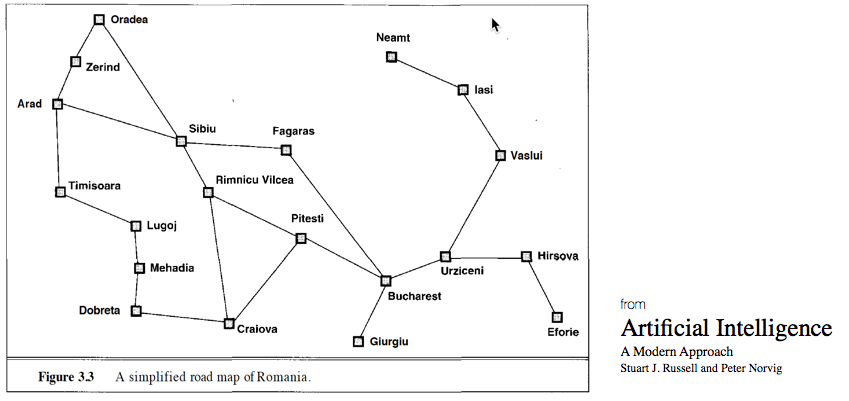 Oradea
Neamt
Zerind
Iasi
Arad
Sibiu
Fagaras
Vaslui
Rimnicu Vilcea
Timisoara
Pitesti
Lugoj
Hirsova
Mehadia
Urziceni
Bucharest
Dobreta
Craiova
Eforie
Giurgiu
Figure 3.3 A simplified road map of Romania.
from
Artificial Intelligence
A Modern Approach
Stuart J. Russell and Peter Norvig